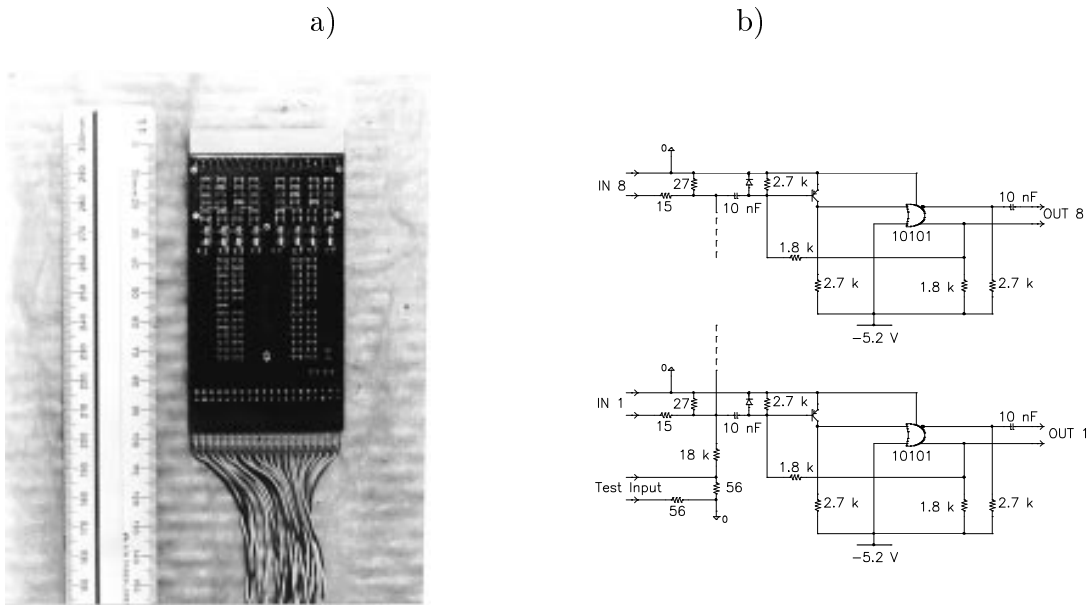 a)
b)
0
IN 8
27
2.7 k
15
10 nF
10 nF
OUT 8
10101
1.8 k
2.7 k
1.8 k
2.7 k
−5.2 V
0
IN 1
27
2.7 k
15
10 nF
10 nF
OUT 1
10101
18 k
1.8 k
Test Input
56
56
0
2.7 k
1.8 k
2.7 k
−5.2 V